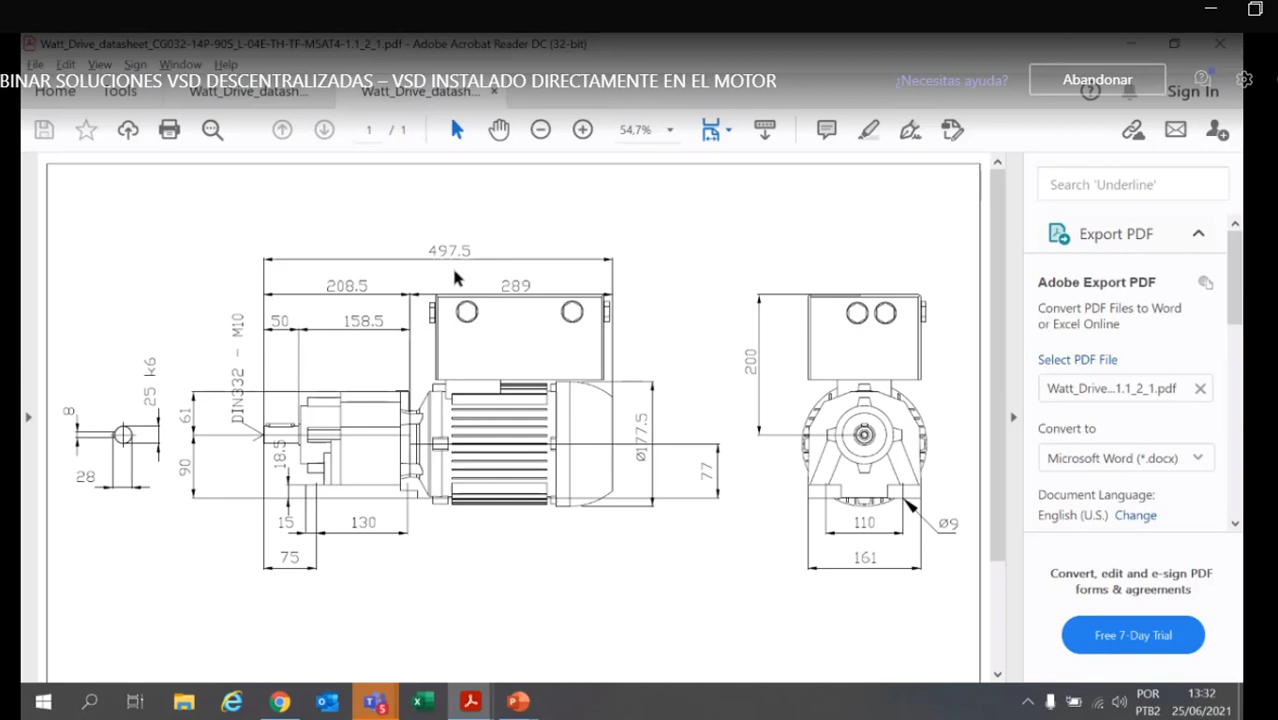 Watt_Drive_datasheet_CG032-14P-90S_L-04E-TH-TF-M5AT4-1.1_2_1.pdf - Adobe Acrobat Reader DC (32-bit)
File Edit View Sign Window Help
BINAR SOLUCIONES VSD DESCENTRALIZADAS – VSD INSTALADO DIRECTAMENTE EN EL MOTOR
¿Necesitas ayuda?
Abandonar
Home Tools Watt_Drive_datash... Watt_Drive_datash... ×
Sign In
1 / 1
54,7%
Search 'Underline'
Export PDF
Adobe Export PDF
Convert PDF Files to Word
or Excel Online
Select PDF File
Watt_Drive...1.1_2_1.pdf
Convert to
Microsoft Word (*.docx)
Document Language:
English (U.S.) Change
Convert, edit and e-sign PDF
forms & agreements
Free 7-Day Trial
497.5
208.5
289
50
158.5
DIN332 - M10
25 k6
8
28
61
90
18.5
15
130
75
Ø177.5
77
200
110
161
Ø9
POR
PTB2
13:32
25/06/2021